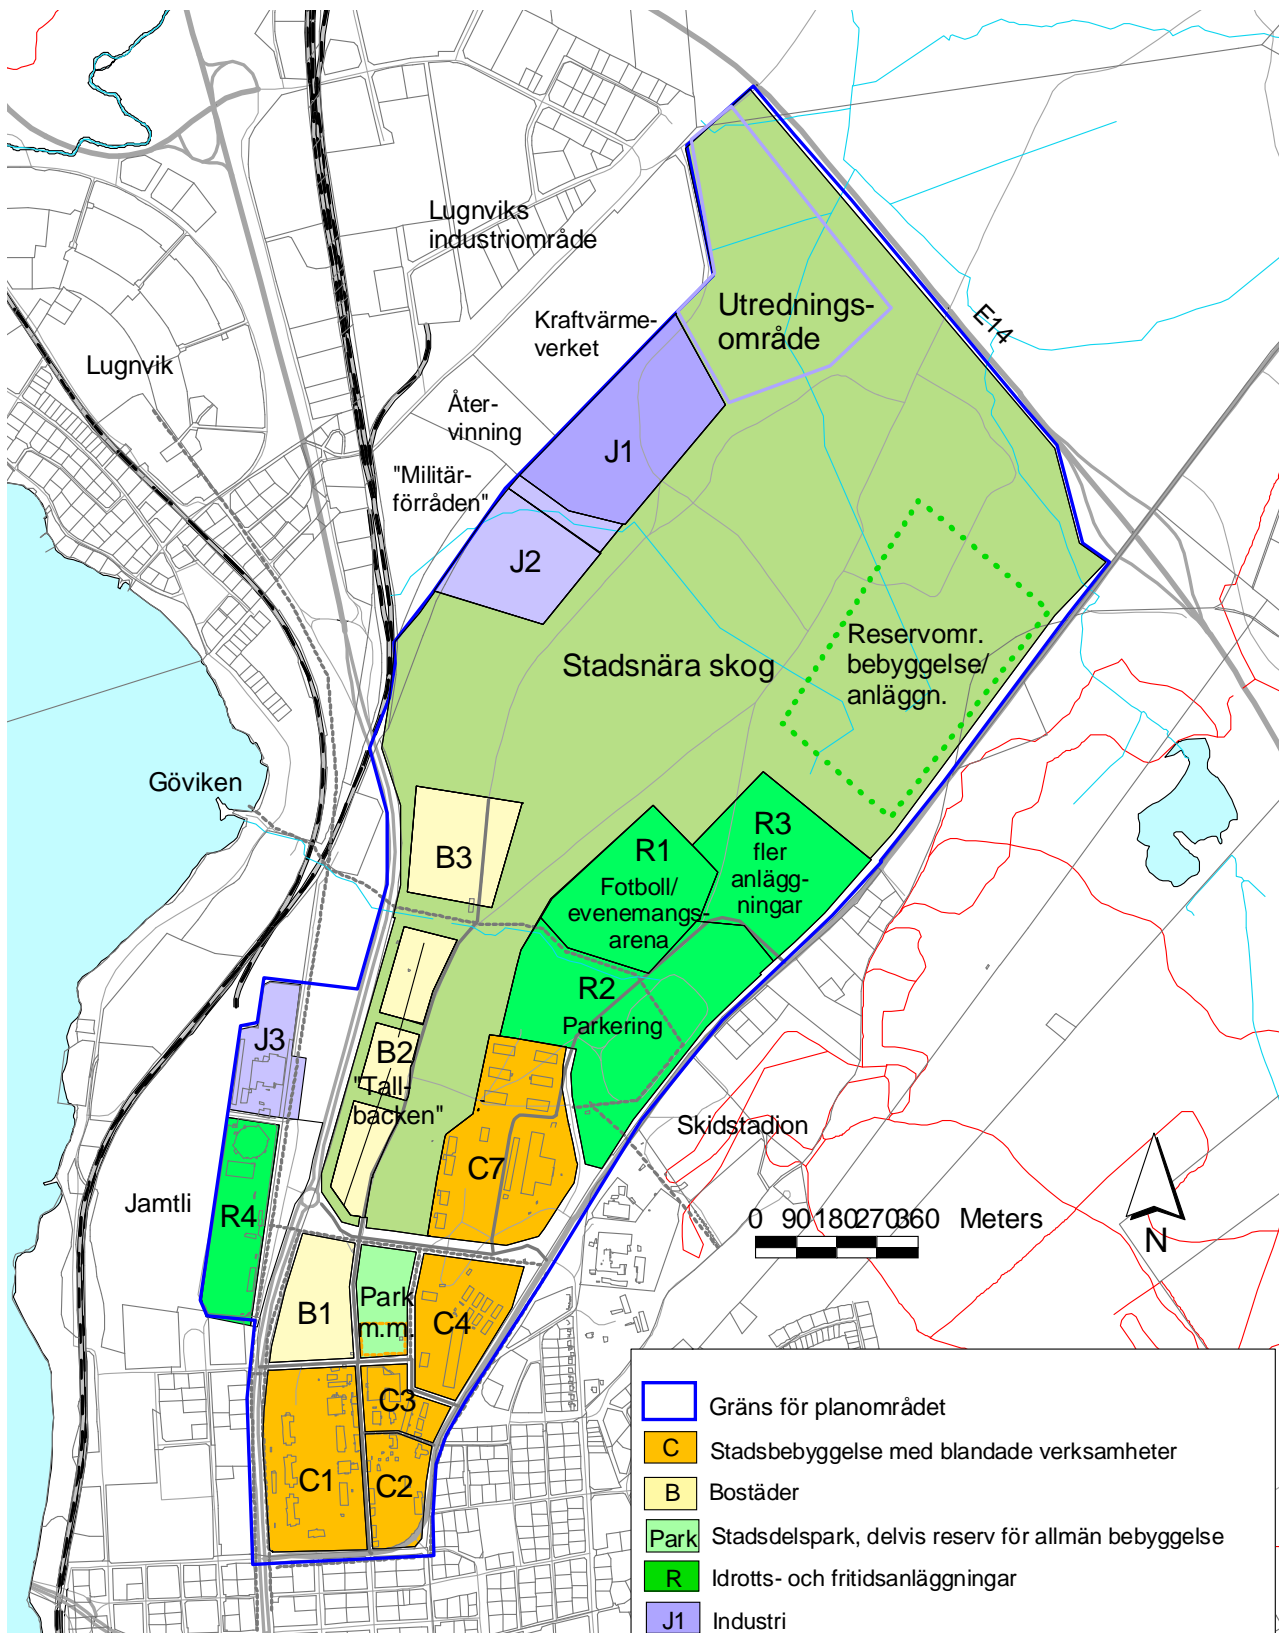 Lugnviks
industriområde
Utrednings-
område
E14
Kraftvärme-
verket
Lugnvik
Åter-
vinning
J1
"Militär-
förråden"
J2
Reservomr.
bebyggelse/
anläggn.
Stadsnära skog
Göviken
R3
fler
anlägg-
ningar
R1
Fotboll/
evenemangs-
arena
B3
R2
Parkering
J3
B2
"Tall-
backen"
Skidstadion
C7
Jamtli
R4
0 90 180 270 360 Meters
N
Park
m.m.
B1
C4
C3
C1
C2
Gräns för planområdet
C Stadsbebyggelse med blandade verksamheter
B Bostäder
Park Stadsdelspark, delvis reserv för allmän bebyggelse
R Idrotts- och fritidsanläggningar
J1 Industri